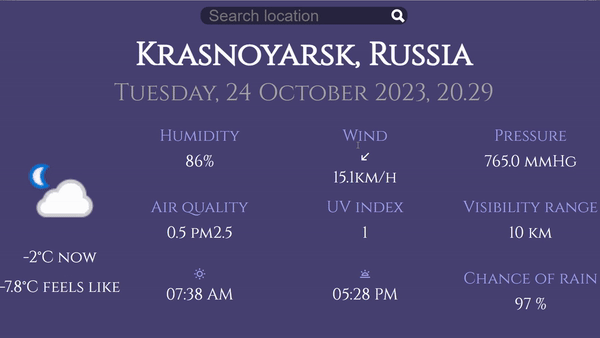 Search location
Krasnoyarsk, Russia
Tuesday, 24 October 2023, 20.29
Humidity
86%
Wind
15.1km/h
Pressure
765.0 mmHg
Air quality
0.5 pm2.5
UV index
1
Visibility range
10 km
-2°C now
-7.8°C feels like
07:38 AM
05:28 PM
Chance of rain
97 %